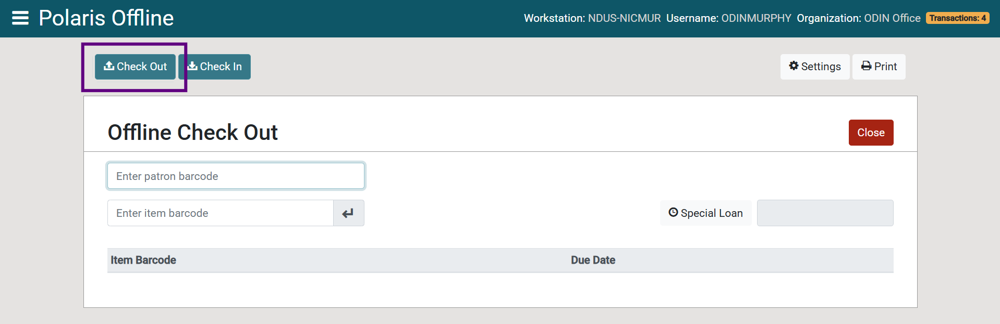 Polaris Offline
Workstation: NDUS-NICMUR Username: ODINMURPHY Organization: ODIN Office Transactions: 4
Check Out Check In Settings Print
Offline Check Out Close
Enter patron barcode
Enter item barcode Special Loan
Item Barcode Due Date